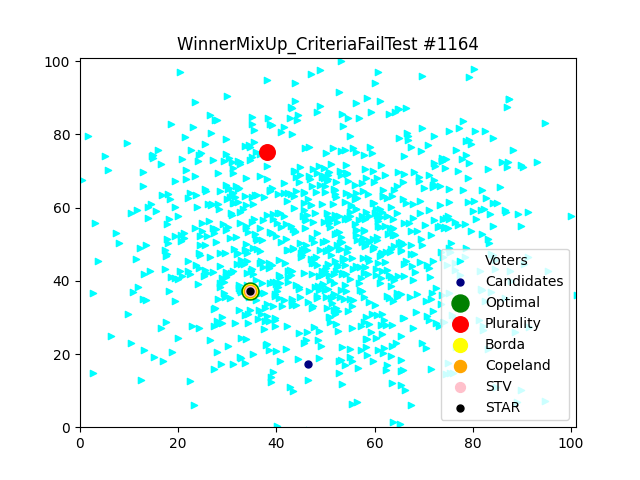 WinnerMixUp_CriteriaFailTest #1164
100
80
60
40
20
0
0
20
40
60
80
100
Voters
Candidates
Optimal
Plurality
Borda
Copeland
STV
STAR